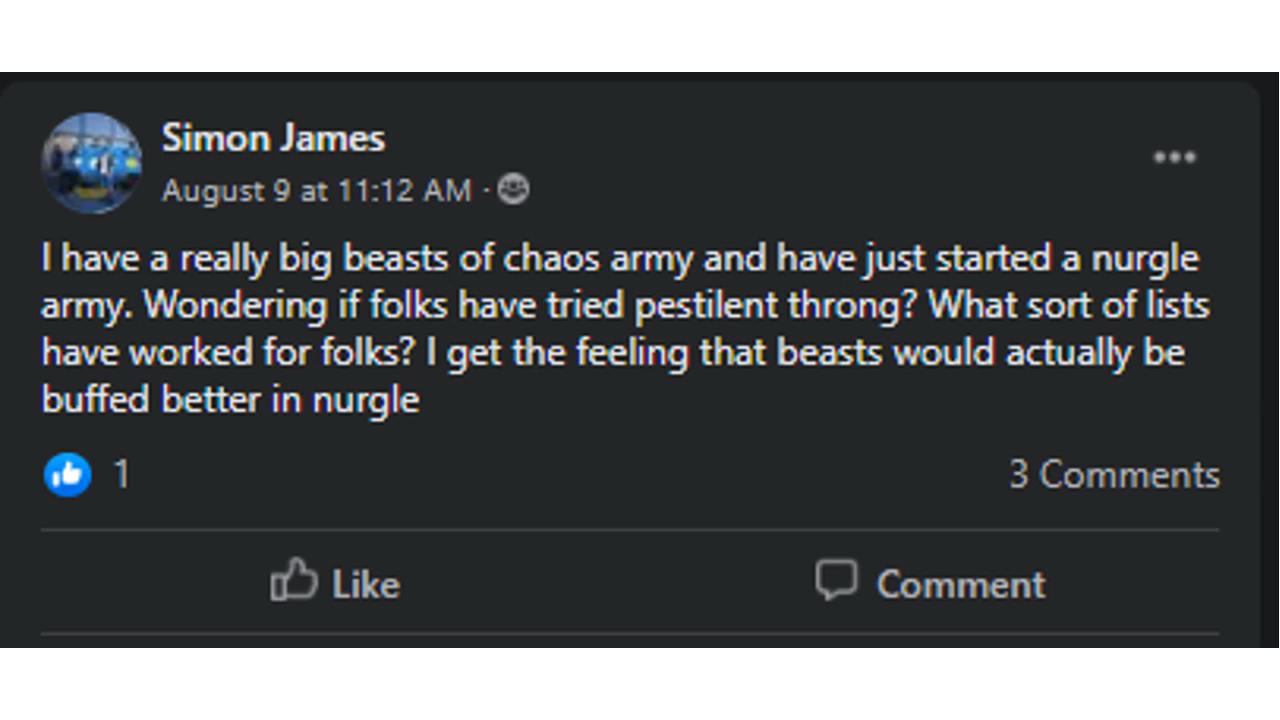 Simon James
August 9 at 11:12 AM ·
I have a really big beasts of chaos army and have just started a nurgle
army. Wondering if folks have tried pestilent throng? What sort of lists
have worked for folks? I get the feeling that beasts would actually be
buffed better in nurgle
1
3 Comments
Like
Comment